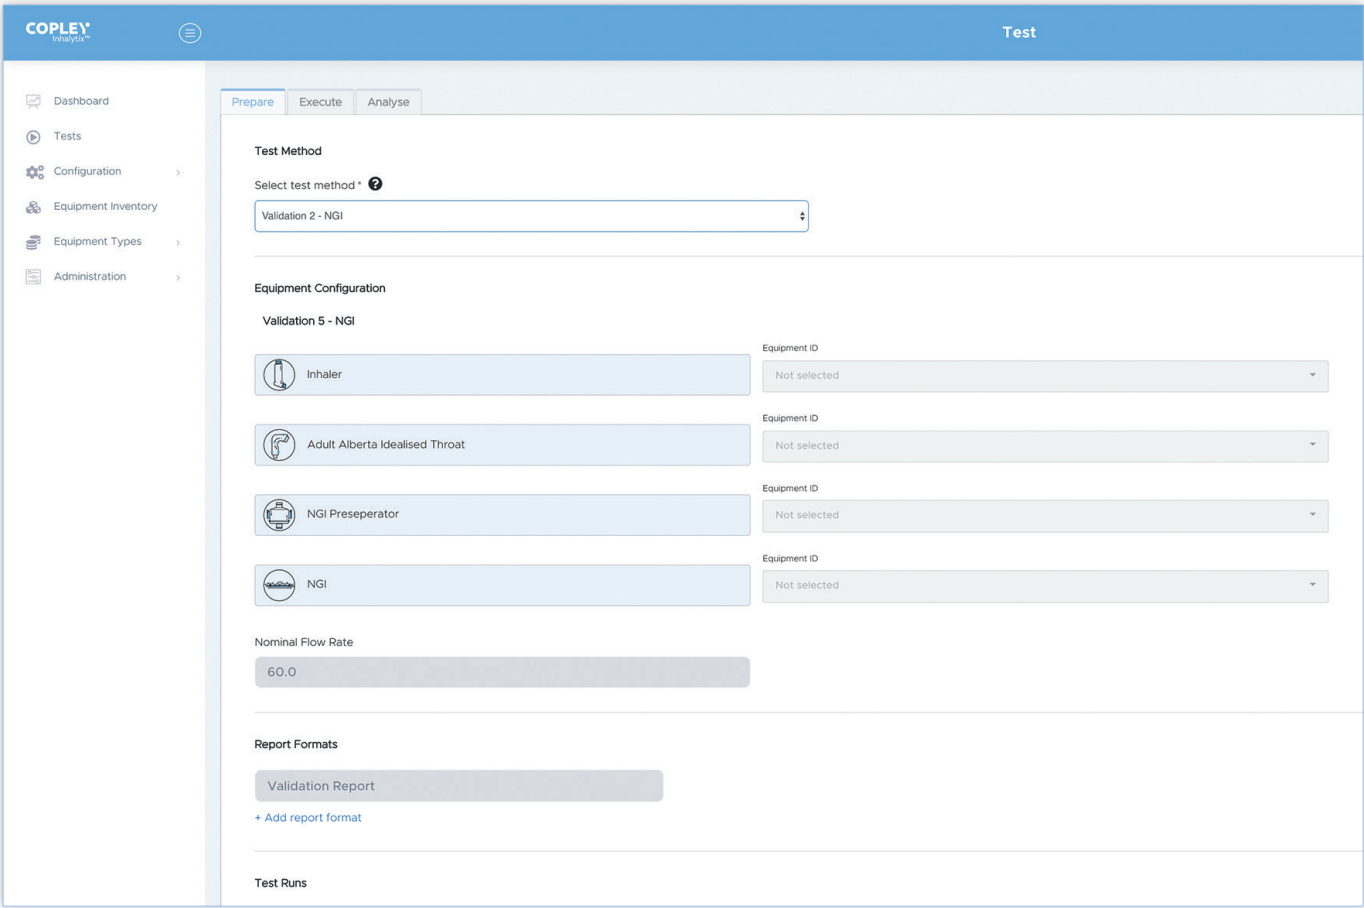 COPLEY
Inhalytix™
Test
Dashboard
Tests
Configuration
Equipment Inventory
Equipment Types
Administration
Prepare
Execute
Analyse
Test Method
Select test method *
Validation 2 - NGI
Equipment Configuration
Validation 5 - NGI
Inhaler
Equipment ID
Not selected
Adult Alberta Idealised Throat
Equipment ID
Not selected
NGI Preseperator
Equipment ID
Not selected
NGI
Equipment ID
Not selected
Nominal Flow Rate
60.0
Report Formats
Validation Report
+ Add report format
Test Runs